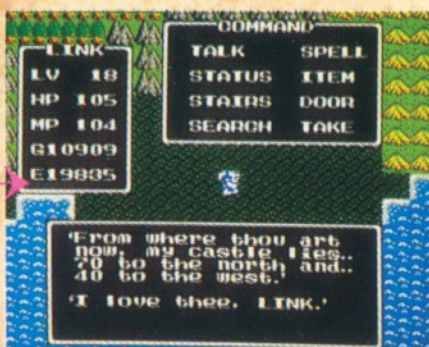 LINK
LV 18
HP 105
MP 104
G10909
E19835
COMMAND
TALK SPELL
STATUS ITEM
STAIRS DOOR
SEARCH TAKE
'From where thou art
now, my castle lies..
70 to the north and..
40 to the west.'
'I love thee, LINK.'